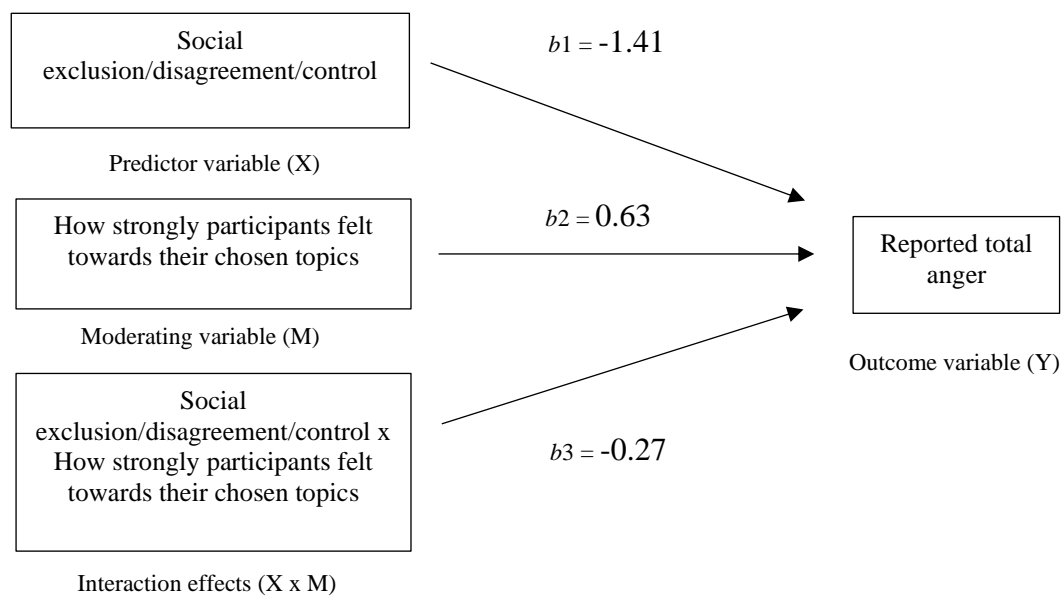 Social
exclusion/disagreement/control
b1 = -1.41
Predictor variable (X)
How strongly participants felt
towards their chosen topics
b2 = 0.63
Reported total
anger
Moderating variable (M)
Outcome variable (Y)
Social
exclusion/disagreement/control x
How strongly participants felt
towards their chosen topics
b3 = -0.27
Interaction effects (X x M)